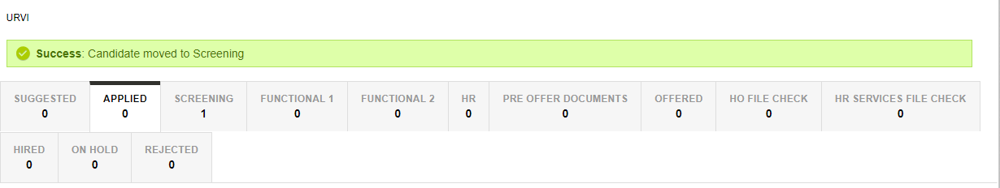 URVI
Success: Candidate moved to Screening
SUGGESTED APPLIED SCREENING FUNCTIONAL 1 FUNCTIONAL 2 HR PRE OFFER DOCUMENTS OFFERED HO FILE CHECK HR SERVICES FILE CHECK
0 0 1 0 0 0 0 0 0 0
HIRED ON HOLD REJECTED
0 0 0